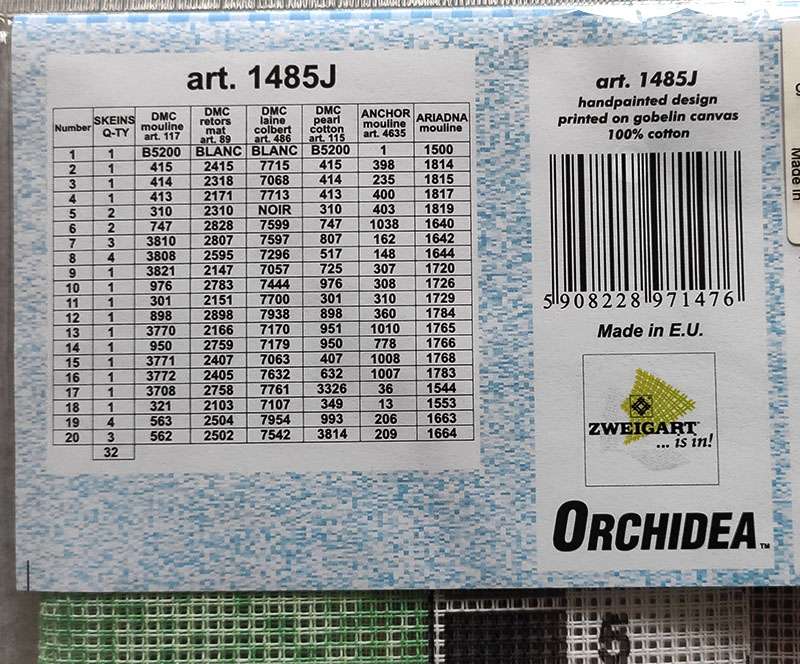 art. 1485J
Number SKEINS Q-TY DMC mouline art. 117 DMC retors mat art. 89 DMC laine colbert art. 486 DMC pearl cotton art. 115 ANCHOR mouline art. 4635 ARIADNA mouline
1 1 B5200 BLANC BLANC B5200 1 1500
2 1 415 2415 7715 415 398 1814
3 1 414 2318 7068 414 235 1815
4 1 413 2171 7713 413 400 1817
5 2 310 2310 NOIR 310 403 1819
6 2 747 2828 7599 747 1038 1640
7 3 3810 2807 7597 807 162 1642
8 4 3808 2595 7296 517 148 1644
9 1 3821 2147 7057 725 307 1720
10 1 976 2783 7444 976 308 1726
11 1 301 2151 7700 301 310 1729
12 1 898 2898 7938 898 360 1784
13 1 3770 2166 7170 951 1010 1765
14 1 950 2759 7179 950 778 1766
15 1 3771 2407 7063 407 1008 1768
16 1 3772 2405 7632 632 1007 1783
17 1 3708 2758 7761 3326 36 1544
18 1 321 2103 7107 349 13 1553
19 4 563 2504 7954 993 206 1663
20 3 562 2502 7542 3814 209 1664
32
art. 1485J
handpainted design
printed on gobelin canvas
100% cotton
5 908228 971476
Made in E.U.
ZWEIGART
... is in!
ORCHIDEA™
Made in
5